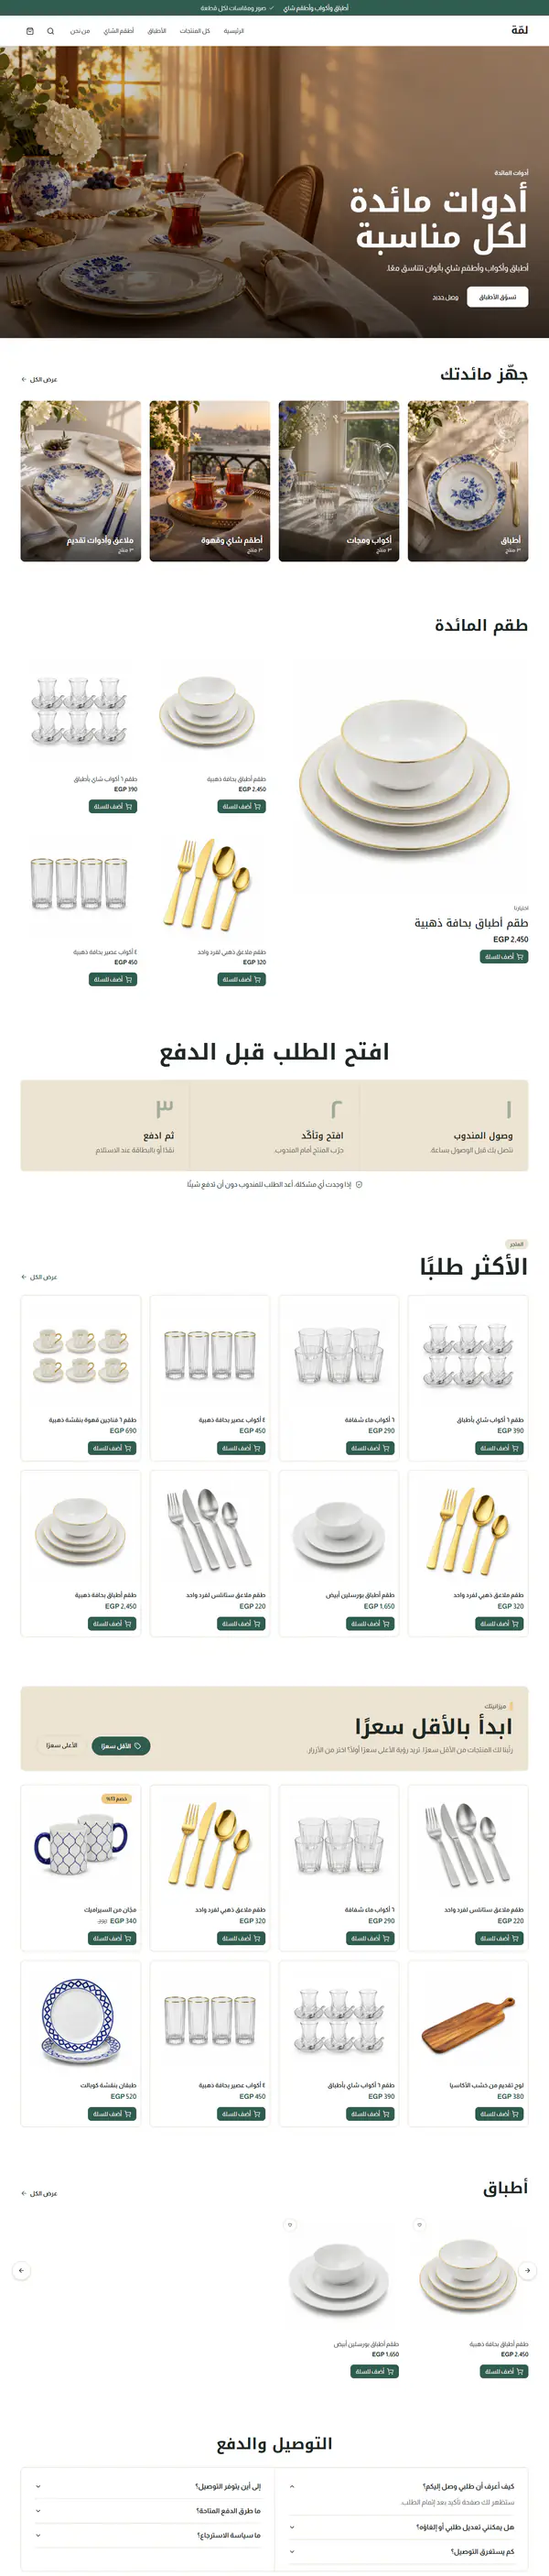 أطباق وأكواب وأطقم شاي
صور ومقاسات لكل قطعة
لمّة
الرئيسية
كل المنتجات
الأطباق
أطقم الشاي
من نحن
أدوات المائدة
أدوات مائدة
لكل مناسبة
أطباق وأكواب وأطقم شاي بألوان تتناسق معًا.
تسوّق الأطباق
وصل جديد
جهّز مائدتك
عرض الكل
أطباق
٣ منتج
أكواب ومجات
٣ منتج
أطقم شاي وقهوة
٣ منتج
ملاعق وأدوات تقديم
٣ منتج
طقم المائدة
اختيارنا
طقم أطباق بحافة ذهبية
EGP 2,450
أضف للسلة
طقم أطباق بحافة ذهبية
EGP 2,450
أضف للسلة
طقم ٦ أكواب شاي بأطباق
EGP 390
أضف للسلة
طقم ملاعق ذهبي لفرد واحد
EGP 320
أضف للسلة
٤ أكواب عصير بحافة ذهبية
EGP 450
أضف للسلة
افتح الطلب قبل الدفع
١
وصول المندوب
نتصل بك قبل الوصول بساعة.
٢
افتح وتأكّد
جرّب المنتج أمام المندوب.
٣
ثم ادفع
نقدًا أو بالبطاقة عند الاستلام.
إذا وجدت أي مشكلة، أعد الطلب للمندوب دون أن تدفع شيئًا
المتجر
الأكثر طلبًا
عرض الكل
طقم ٦ أكواب شاي بأطباق
EGP 390
أضف للسلة
٦ أكواب ماء شفافة
EGP 290
أضف للسلة
٤ أكواب عصير بحافة ذهبية
EGP 450
أضف للسلة
طقم ٦ فناجين قهوة بنقشة ذهبية
EGP 690
أضف للسلة
طقم ملاعق ذهبي لفرد واحد
EGP 320
أضف للسلة
طقم أطباق بورسلين أبيض
EGP 1,650
أضف للسلة
طقم ملاعق ستانلس لفرد واحد
EGP 220
أضف للسلة
طقم أطباق بحافة ذهبية
EGP 2,450
أضف للسلة
ميزانيتك
ابدأ بالأقل سعرًا
رتّبنا لك المنتجات من الأقل سعرًا. تريد رؤية الأعلى سعرًا أولًا؟ اختر من الأزرار.
الأقل سعرًا
الأعلى سعرًا
طقم ملاعق ستانلس لفرد واحد
EGP 220
أضف للسلة
٦ أكواب ماء شفافة
EGP 290
أضف للسلة
طقم ملاعق ذهبي لفرد واحد
EGP 320
أضف للسلة
مجّان من السيراميك
EGP 340
أضف للسلة
لوح تقديم من خشب الأكاسيا
EGP 380
أضف للسلة
طقم ٦ أكواب شاي بأطباق
EGP 390
أضف للسلة
٤ أكواب عصير بحافة ذهبية
EGP 450
أضف للسلة
طبقان بنقشة كوبالت
EGP 520
أضف للسلة
أطباق
عرض الكل
طقم أطباق بحافة ذهبية
EGP 2,450
أضف للسلة
طقم أطباق بورسلين أبيض
EGP 1,650
أضف للسلة
التوصيل والدفع
كيف أعرف أن طلبي وصل إليكم؟
ستظهر لك صفحة تأكيد بعد إتمام الطلب.
هل يمكنني تعديل طلبي أو إلغاؤه؟
كم يستغرق التوصيل؟
إلى أين يتوفر التوصيل؟
ما طرق الدفع المتاحة؟
ما سياسة الاسترجاع؟